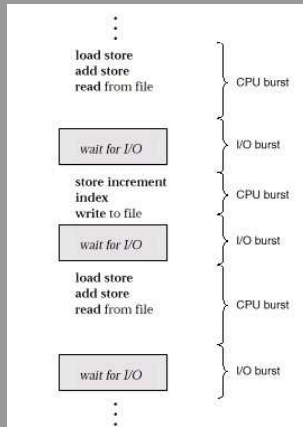 load store
add store
read from file
CPU burst
wait for I/O
I/O burst
store increment
index
write to file
CPU burst
wait for I/O
I/O burst
load store
add store
read from file
CPU burst
wait for I/O
I/O burst